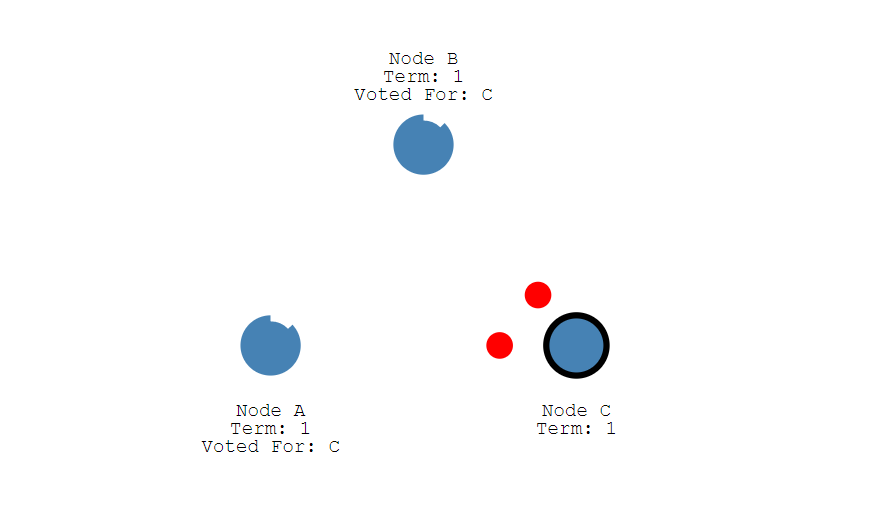 Node B
Term: 1
Voted For: C
Node A
Term: 1
Voted For: C
Node C
Term: 1